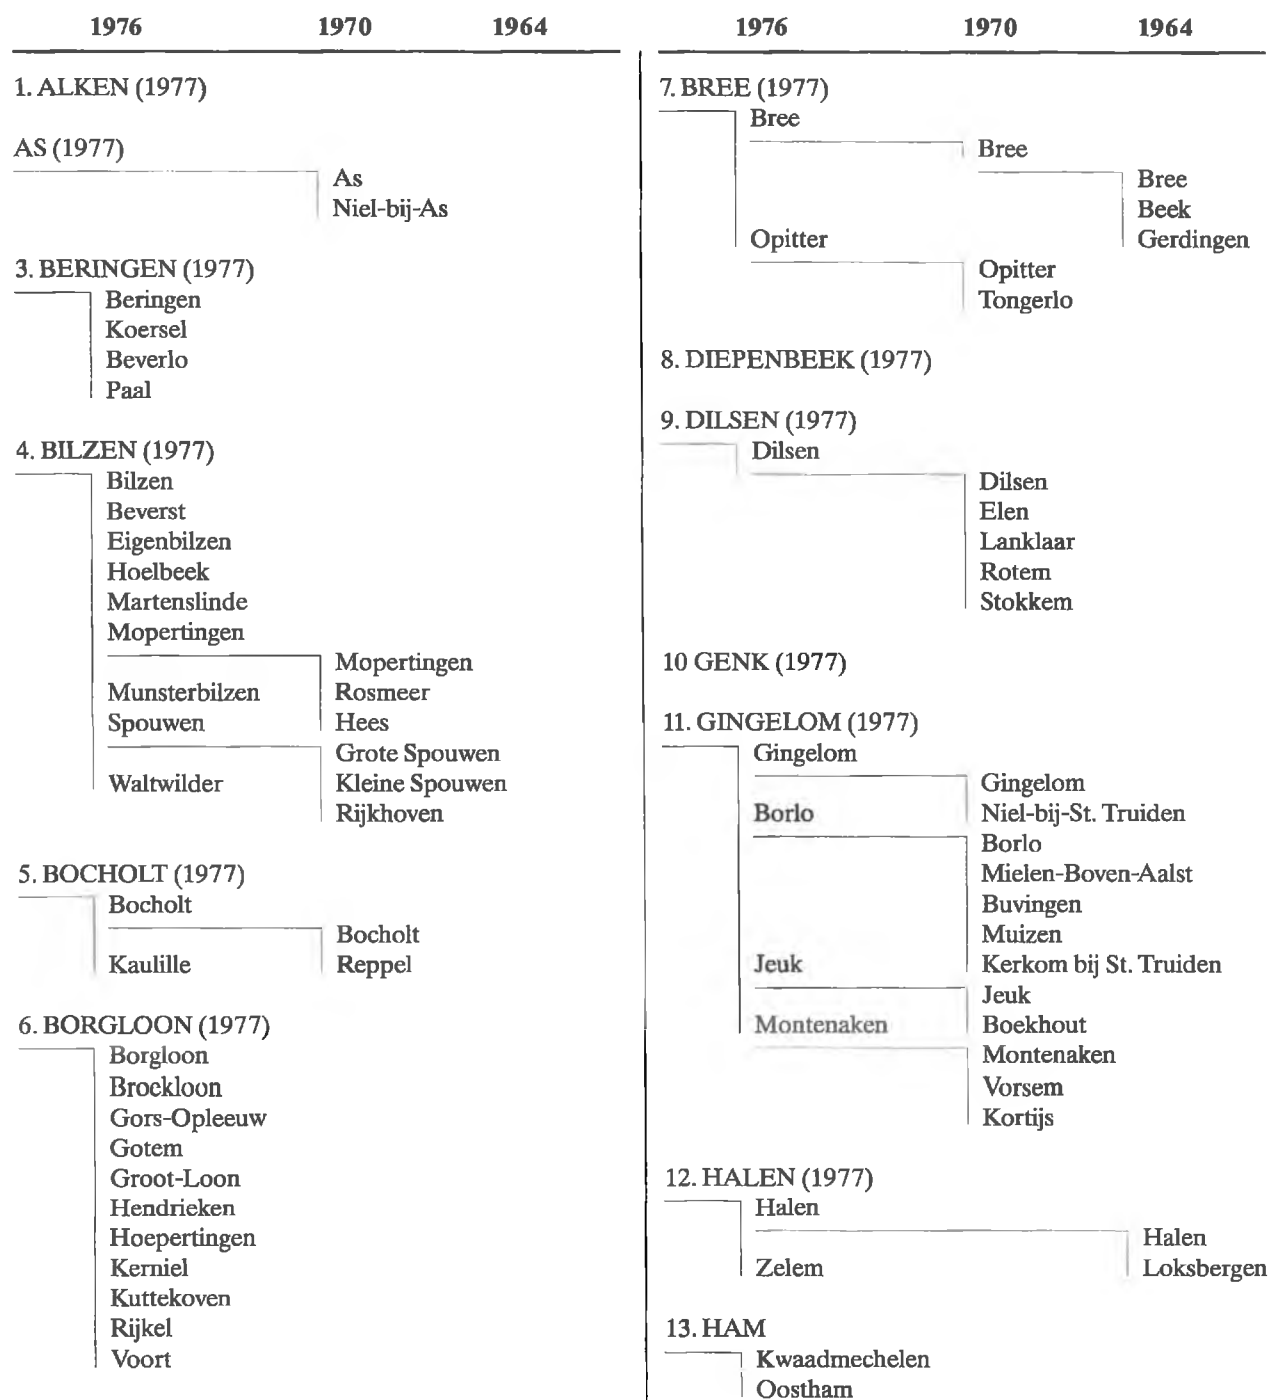 1976 1970 1964
1. ALKEN (1977)
AS (1977)
As
Niel-bij-As
3. BERINGEN (1977)
Beringen
Koersel
Beverlo
Paal
4. BILZEN (1977)
Bilzen
Beverst
Eigenbilzen
Hoelbeek
Martenslinde
Mopertingen
Mopertingen
Munsterbilzen Rosmeer
Spouwen Hees
Grote Spouwen
Waltwilder Kleine Spouwen
Rijkhoven
5. BOCHOLT (1977)
Bocholt
Bocholt
Kaulille Reppel
6. BORGLOON (1977)
Borgloon
Broekloon
Gors-Opleeuw
Gotem
Groot-Loon
Hendrieken
Hoepertingen
Kerniel
Kuttekoven
Rijkel
Voort
1976 1970 1964
7. BREE (1977)
Bree
Bree
Bree
Beek
Opitter Gerdingen
Opitter
Tongerlo
8. DIEPENBEEK (1977)
9. DILSEN (1977)
Dilsen
Dilsen
Elen
Lanklaar
Rotem
Stokkem
10 GENK (1977)
11. GINGELOM (1977)
Gingelom
Gingelom
Borlo Niel-bij-St. Truiden
Borlo
Mielen-Boven-Aalst
Buvingen
Muizen
Jeuk Kerkom bij St. Truiden
Jeuk
Montenaken Boekhout
Montenaken
Vorsem
Kortijs
12. HALEN (1977)
Halen
Halen
Zelem Loksbergen
13. HAM
Kwaadmechelen
Oostham